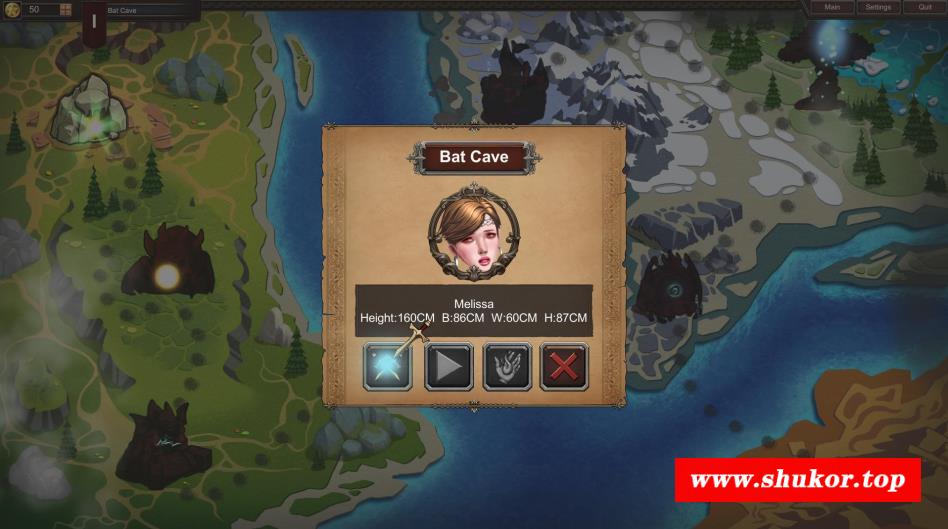 50
I
Bat Cave
Main
Settings
Quit
Bat Cave
Melissa
Height:160CM B:86CM W:60CM H:87CM
www.shukor.top